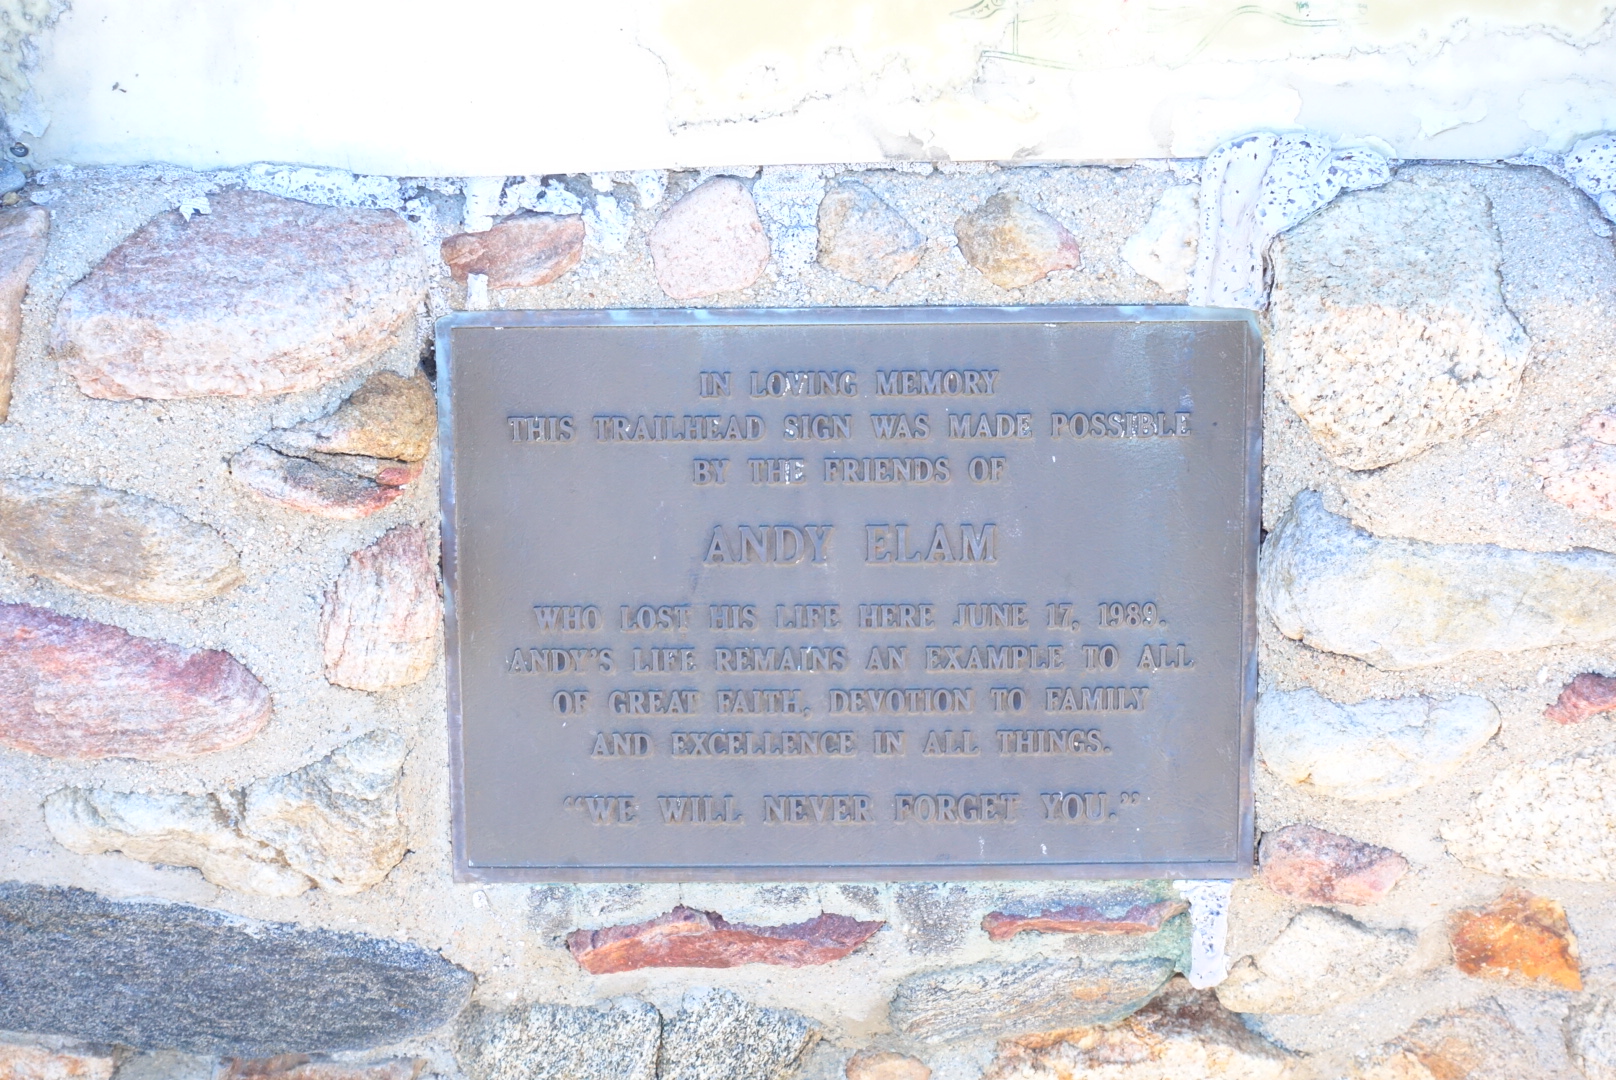 IN LOVING MEMORY
THIS TRAILHEAD SIGN WAS MADE POSSIBLE
BY THE FRIENDS OF
ANDY ELAM
WHO LOST HIS LIFE HERE JUNE 17, 1989.
ANDY'S LIFE REMAINS AN EXAMPLE TO ALL
OF GREAT FAITH, DEVOTION TO FAMILY
AND EXCELLENCE IN ALL THINGS.
"WE WILL NEVER FORGET YOU."